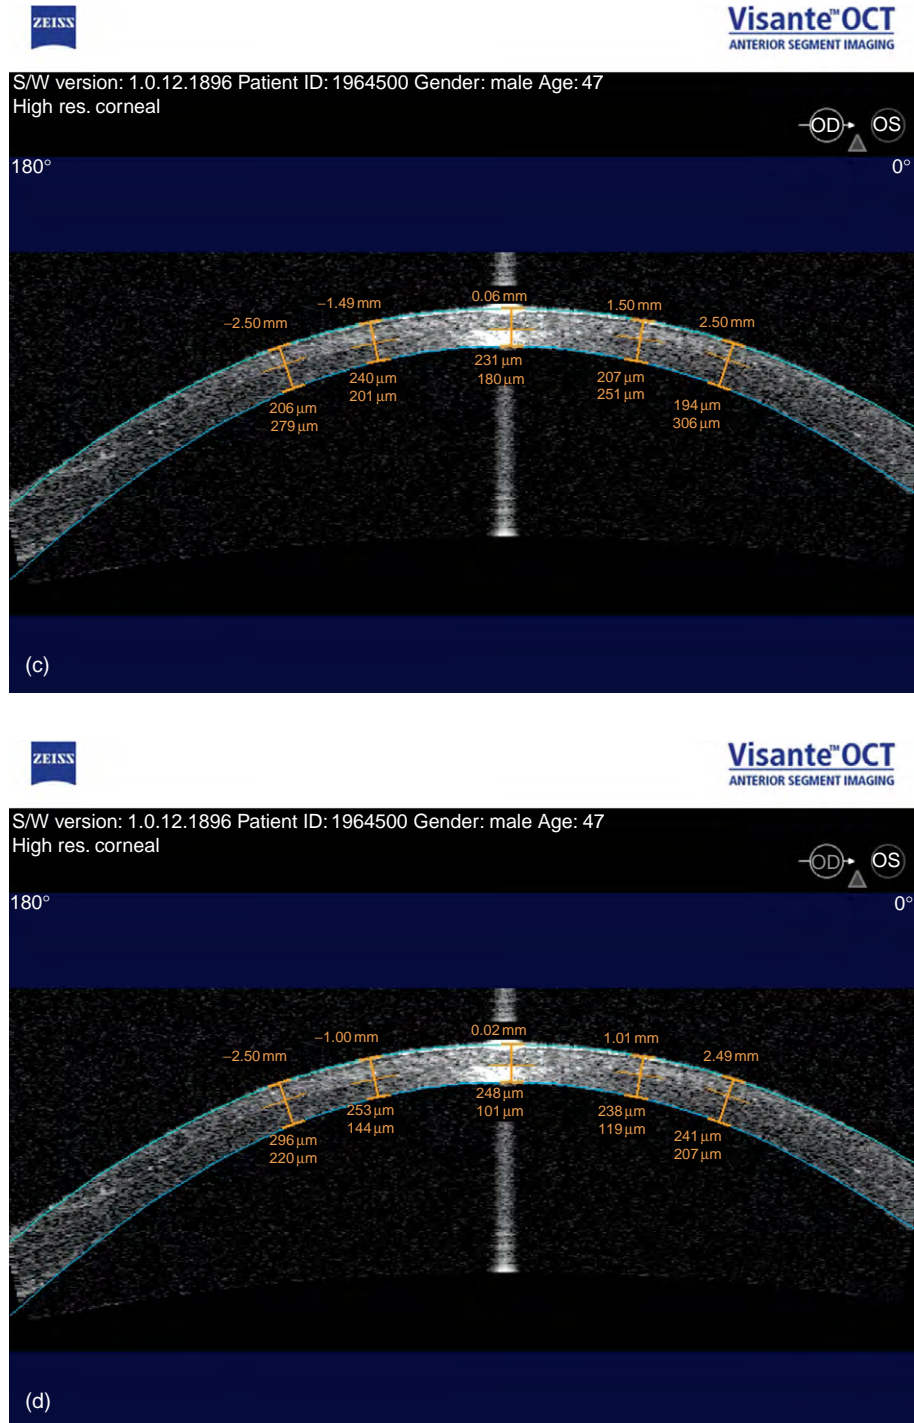 ZEISS
Visante™OCT
ANTERIOR SEGMENT IMAGING
S/W version: 1.0.12.1896 Patient ID: 1964500 Gender: male Age: 47
High res. corneal
OD OS
180° 0°
–2.50 mm –1.49 mm 0.06 mm 1.50 mm 2.50 mm
206 µm 240 µm 231 µm 207 µm 194 µm
279 µm 201 µm 180 µm 251 µm 306 µm
(c)
ZEISS
Visante™OCT
ANTERIOR SEGMENT IMAGING
S/W version: 1.0.12.1896 Patient ID: 1964500 Gender: male Age: 47
High res. corneal
OD OS
180° 0°
–2.50 mm –1.00 mm 0.02 mm 1.01 mm 2.49 mm
296 µm 253 µm 248 µm 238 µm 241 µm
220 µm 144 µm 101 µm 119 µm 207 µm
(d)